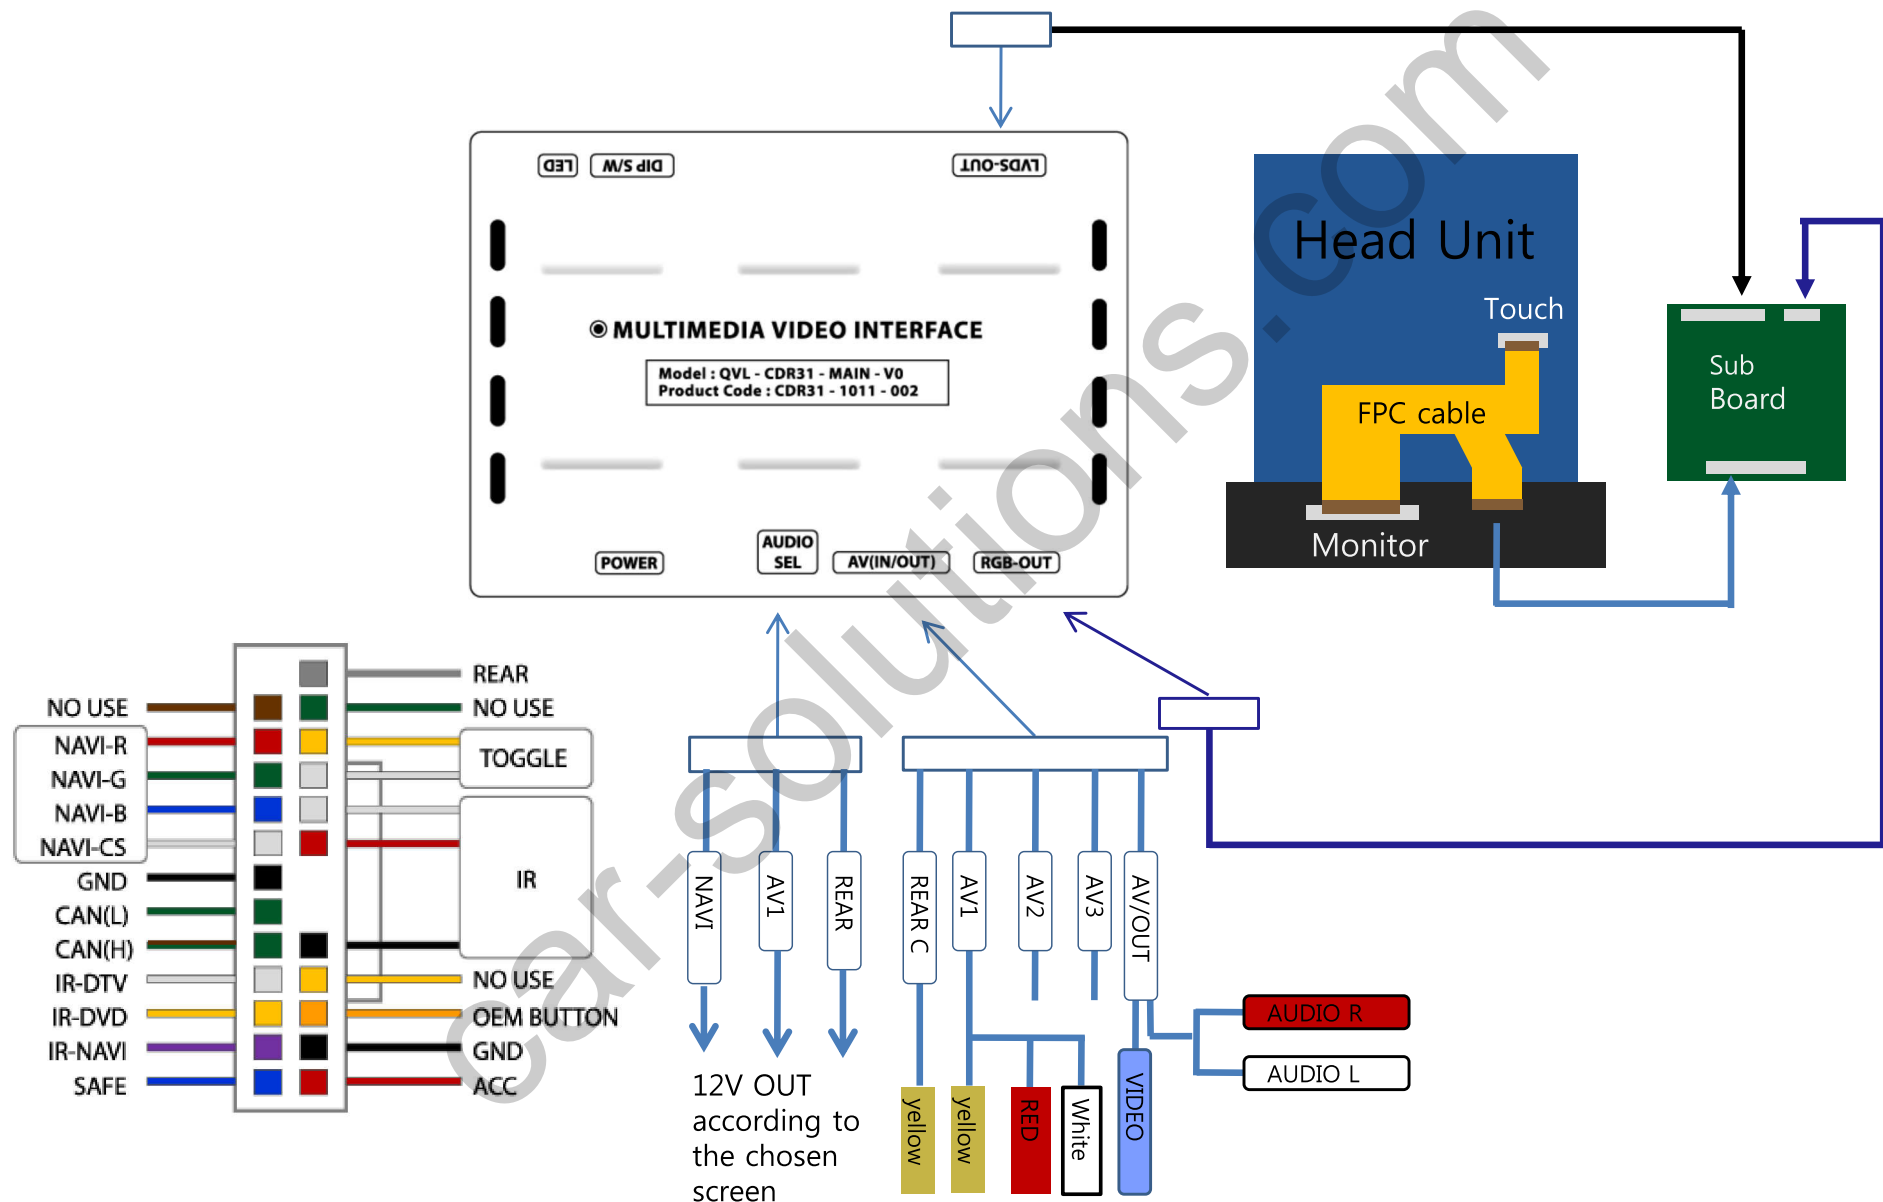 LED
DIP S/W
LVDS-OUT
MULTIMEDIA VIDEO INTERFACE
Model : QVL - CDR31 - MAIN - V0
Product Code : CDR31 - 1011 - 002
POWER
AUDIO
SEL
AV(IN/OUT)
RGB-OUT
Head Unit
Touch
FPC cable
Monitor
Sub
Board
NO USE
NAVI-R
NAVI-G
NAVI-B
NAVI-CS
GND
CAN(L)
CAN(H)
IR-DTV
IR-DVD
IR-NAVI
SAFE
REAR
NO USE
TOGGLE
IR
NO USE
OEM BUTTON
GND
ACC
NAVI
AV1
REAR
12V OUT
according to
the chosen
screen
REAR C
AV1
AV2
AV3
AV/OUT
yellow
yellow
RED
White
VIDEO
AUDIO R
AUDIO L
car-solutions.com